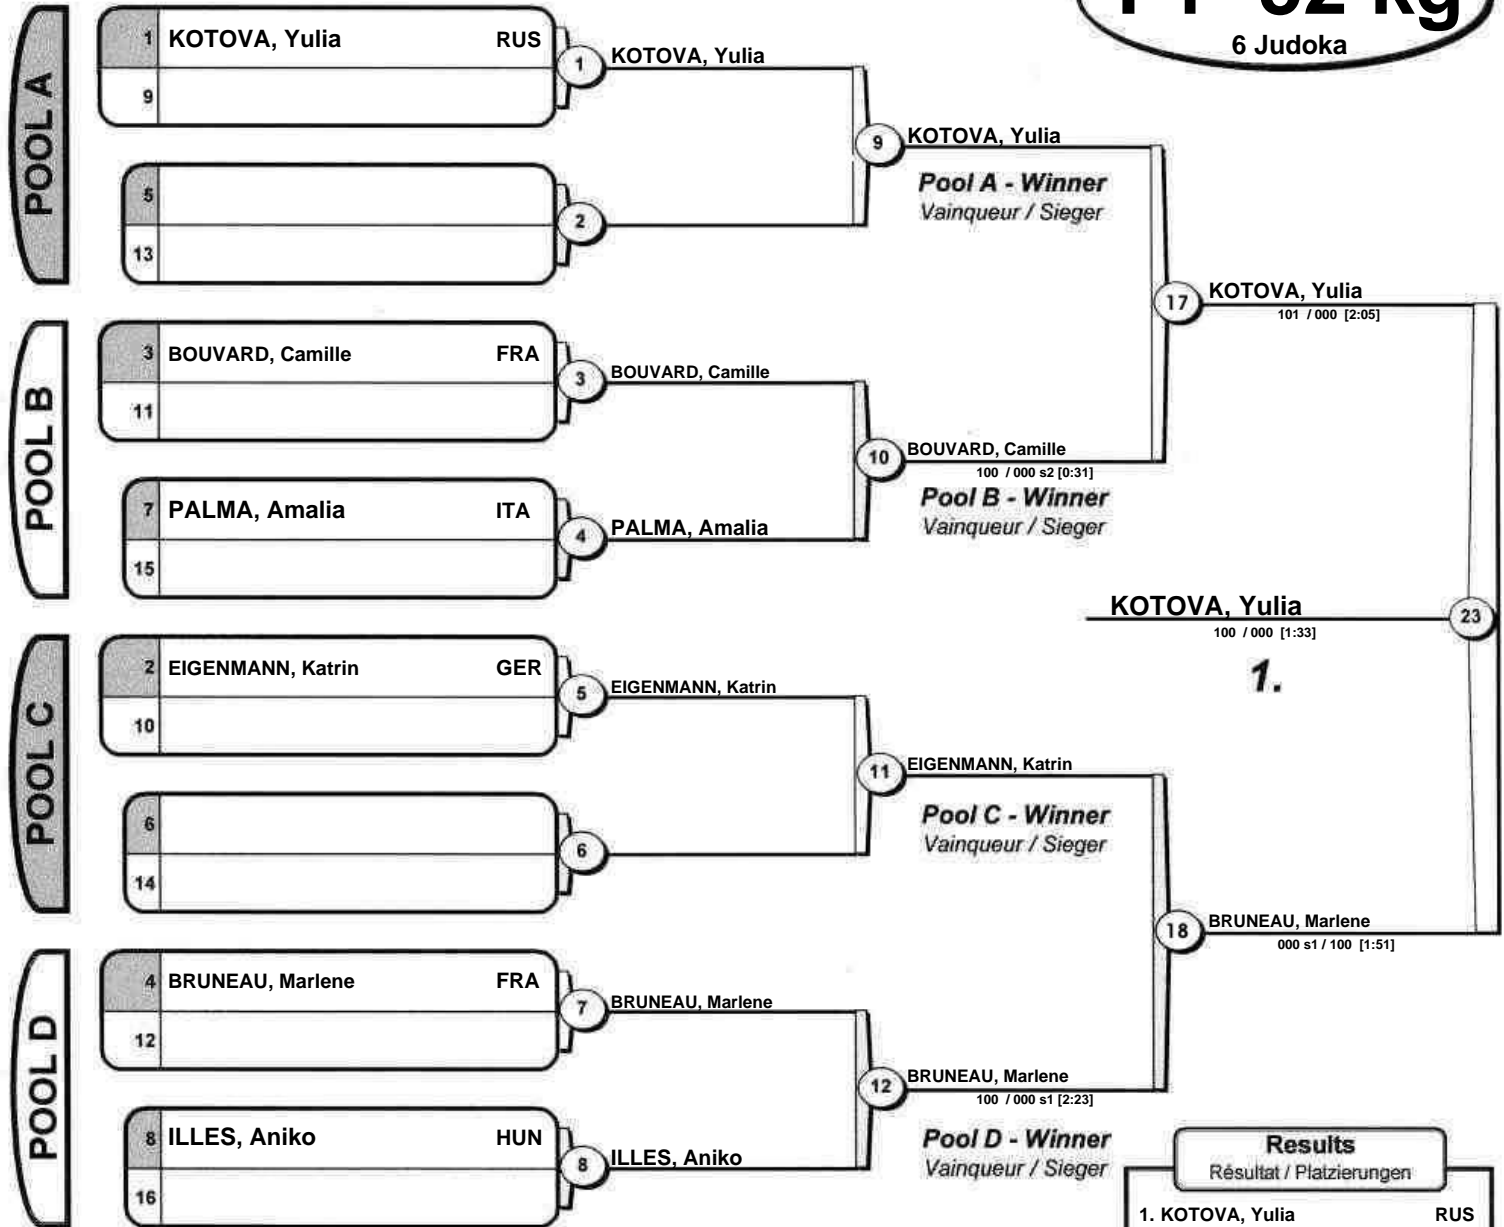 6 Judoka
POOL A
1 KOTOVA, Yulia RUS
9
5
13
1 KOTOVA, Yulia
2
9 KOTOVA, Yulia
Pool A - Winner
Vainqueur / Sieger
POOL B
3 BOUVARD, Camille FRA
11
7 PALMA, Amalia ITA
15
3 BOUVARD, Camille
4 PALMA, Amalia
10 BOUVARD, Camille
100 / 000 s2 [0:31]
Pool B - Winner
Vainqueur / Sieger
17 KOTOVA, Yulia
101 / 000 [2:05]
KOTOVA, Yulia 23
100 / 000 [1:33]
1.
POOL C
2 EIGENMANN, Katrin GER
10
6
14
5 EIGENMANN, Katrin
6
11 EIGENMANN, Katrin
Pool C - Winner
Vainqueur / Sieger
18 BRUNEAU, Marlene
000 s1 / 100 [1:51]
POOL D
4 BRUNEAU, Marlene FRA
12
8 ILLES, Aniko HUN
16
7 BRUNEAU, Marlene
8 ILLES, Aniko
12 BRUNEAU, Marlene
100 / 000 s1 [2:23]
Pool D - Winner
Vainqueur / Sieger
Results
Résultat / Platzierungen
1. KOTOVA, Yulia RUS